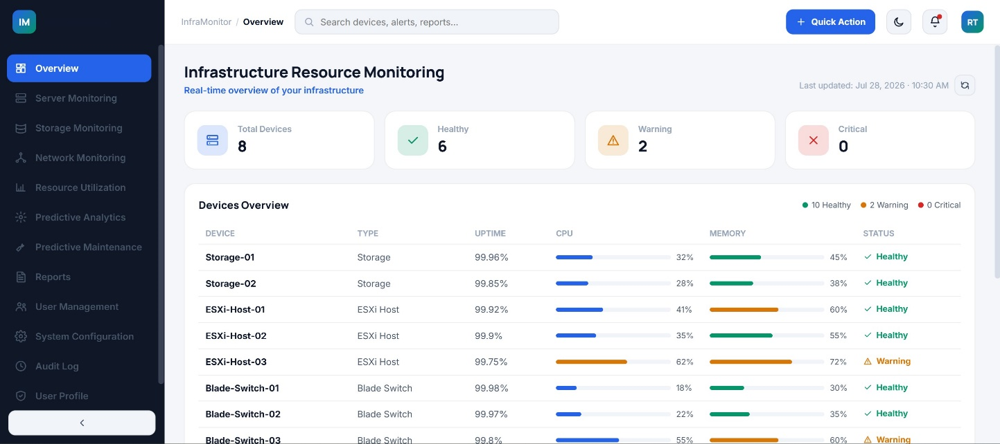 IM
InfraMonitor / Overview
Search devices, alerts, reports...
+ Quick Action
RT
Overview
Server Monitoring
Storage Monitoring
Network Monitoring
Resource Utilization
Predictive Analytics
Predictive Maintenance
Reports
User Management
System Configuration
Audit Log
User Profile
Infrastructure Resource Monitoring
Real-time overview of your infrastructure
Last updated: Jul 28, 2026 · 10:30 AM
Total Devices
8
Healthy
6
Warning
2
Critical
0
Devices Overview
10 Healthy 2 Warning 0 Critical
DEVICE TYPE UPTIME CPU MEMORY STATUS
Storage-01 Storage 99.96% 32% 45% Healthy
Storage-02 Storage 99.85% 28% 38% Healthy
ESXi-Host-01 ESXi Host 99.92% 41% 60% Healthy
ESXi-Host-02 ESXi Host 99.9% 35% 55% Healthy
ESXi-Host-03 ESXi Host 99.75% 62% 72% Warning
Blade-Switch-01 Blade Switch 99.98% 18% 30% Healthy
Blade-Switch-02 Blade Switch 99.97% 22% 35% Healthy
Blade-Switch-03 Blade Switch 99.8% 55% 60% Warning